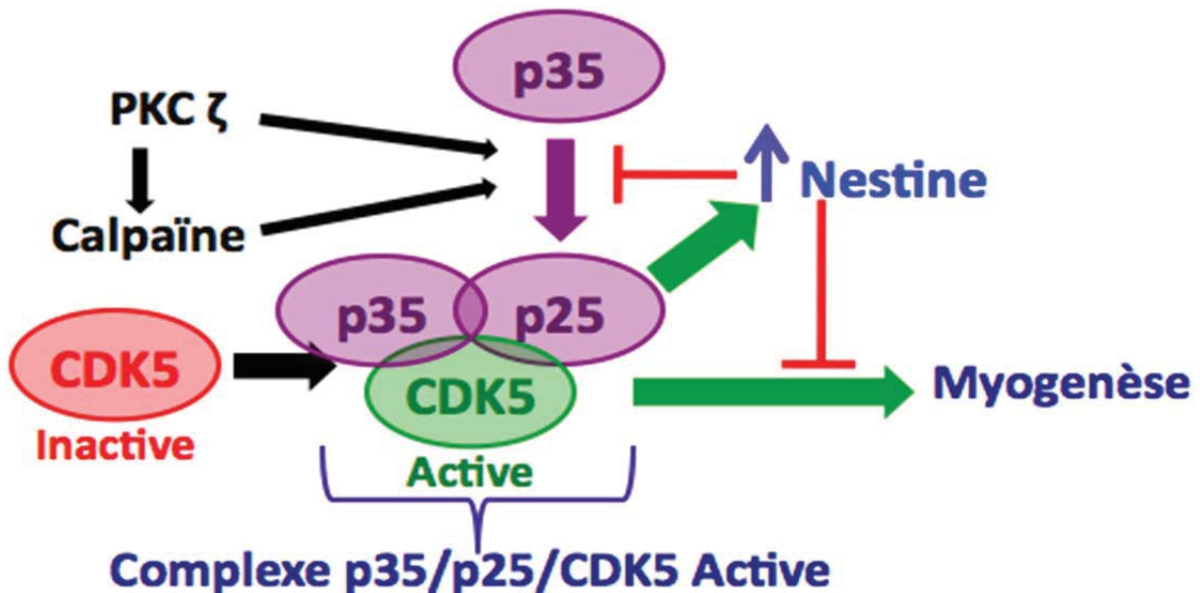 p35
PKC ζ
Nestine
Calpaïne
p35
p25
CDK5
CDK5
Myogenèse
Inactive
Active
Complexe p35/p25/CDK5 Active